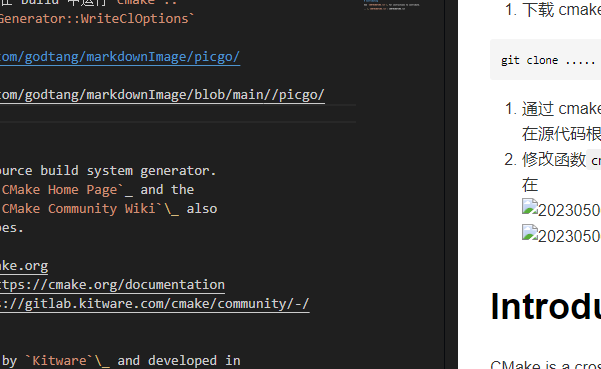 在 build 中运行 cmake ..
Generator::WriteClOptions`
om/godtang/markdownImage/picgo/
om/godtang/markdownImage/blob/main//picgo/
ource build system generator.
CMake Home Page`_ and the
CMake Community Wiki`\_ also
es.
ake.org
tps://cmake.org/documentation
s://gitlab.kitware.com/cmake/community/-/
by `Kitware`\_ and developed in
1. 下载 cmake
git clone .....
1. 通过 cmake
在源代码根
2. 修改函数 cm
在
2023050
2023050
Introdu
CMake is a cros